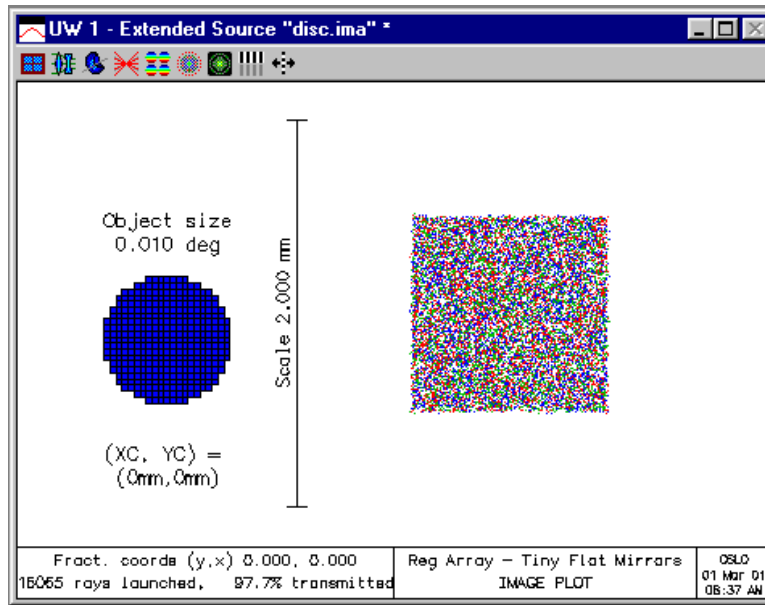 UW 1 - Extended Source "disc.ima" *
Object size
0.010 deg
Scale 2.000 mm
(XC, YC) =
(0mm,0mm)
Fract. coords (y,x) 0.000, 0.000
16065 rays launched, 97.7% transmitted
Reg Array - Tiny Flat Mirrors
IMAGE PLOT
OSLO
01 Mar 01
06:37 AM